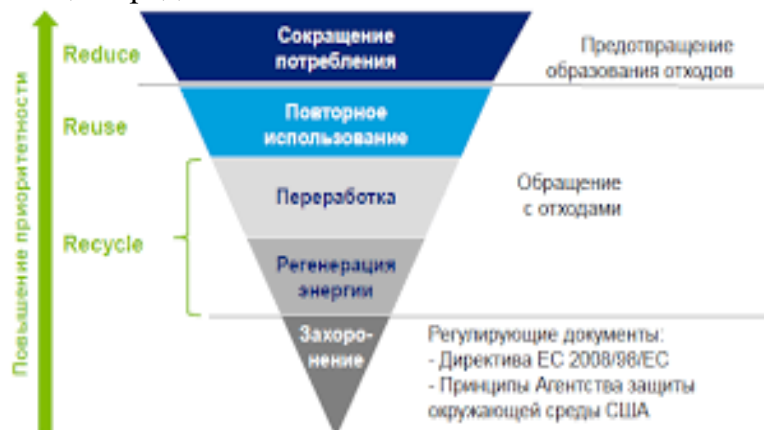 Повышение приоритетности
Reduce
Сокращение
потребления
Предотвращение
образования отходов
Reuse
Повторное
использование
Recycle
Переработка
Обращение
с отходами
Регенерация
энергии
Захоро-
нение
Регулирующие документы:
- Директива ЕС 2008/98/ЕС
- Принципы Агентства защиты
окружающей среды США